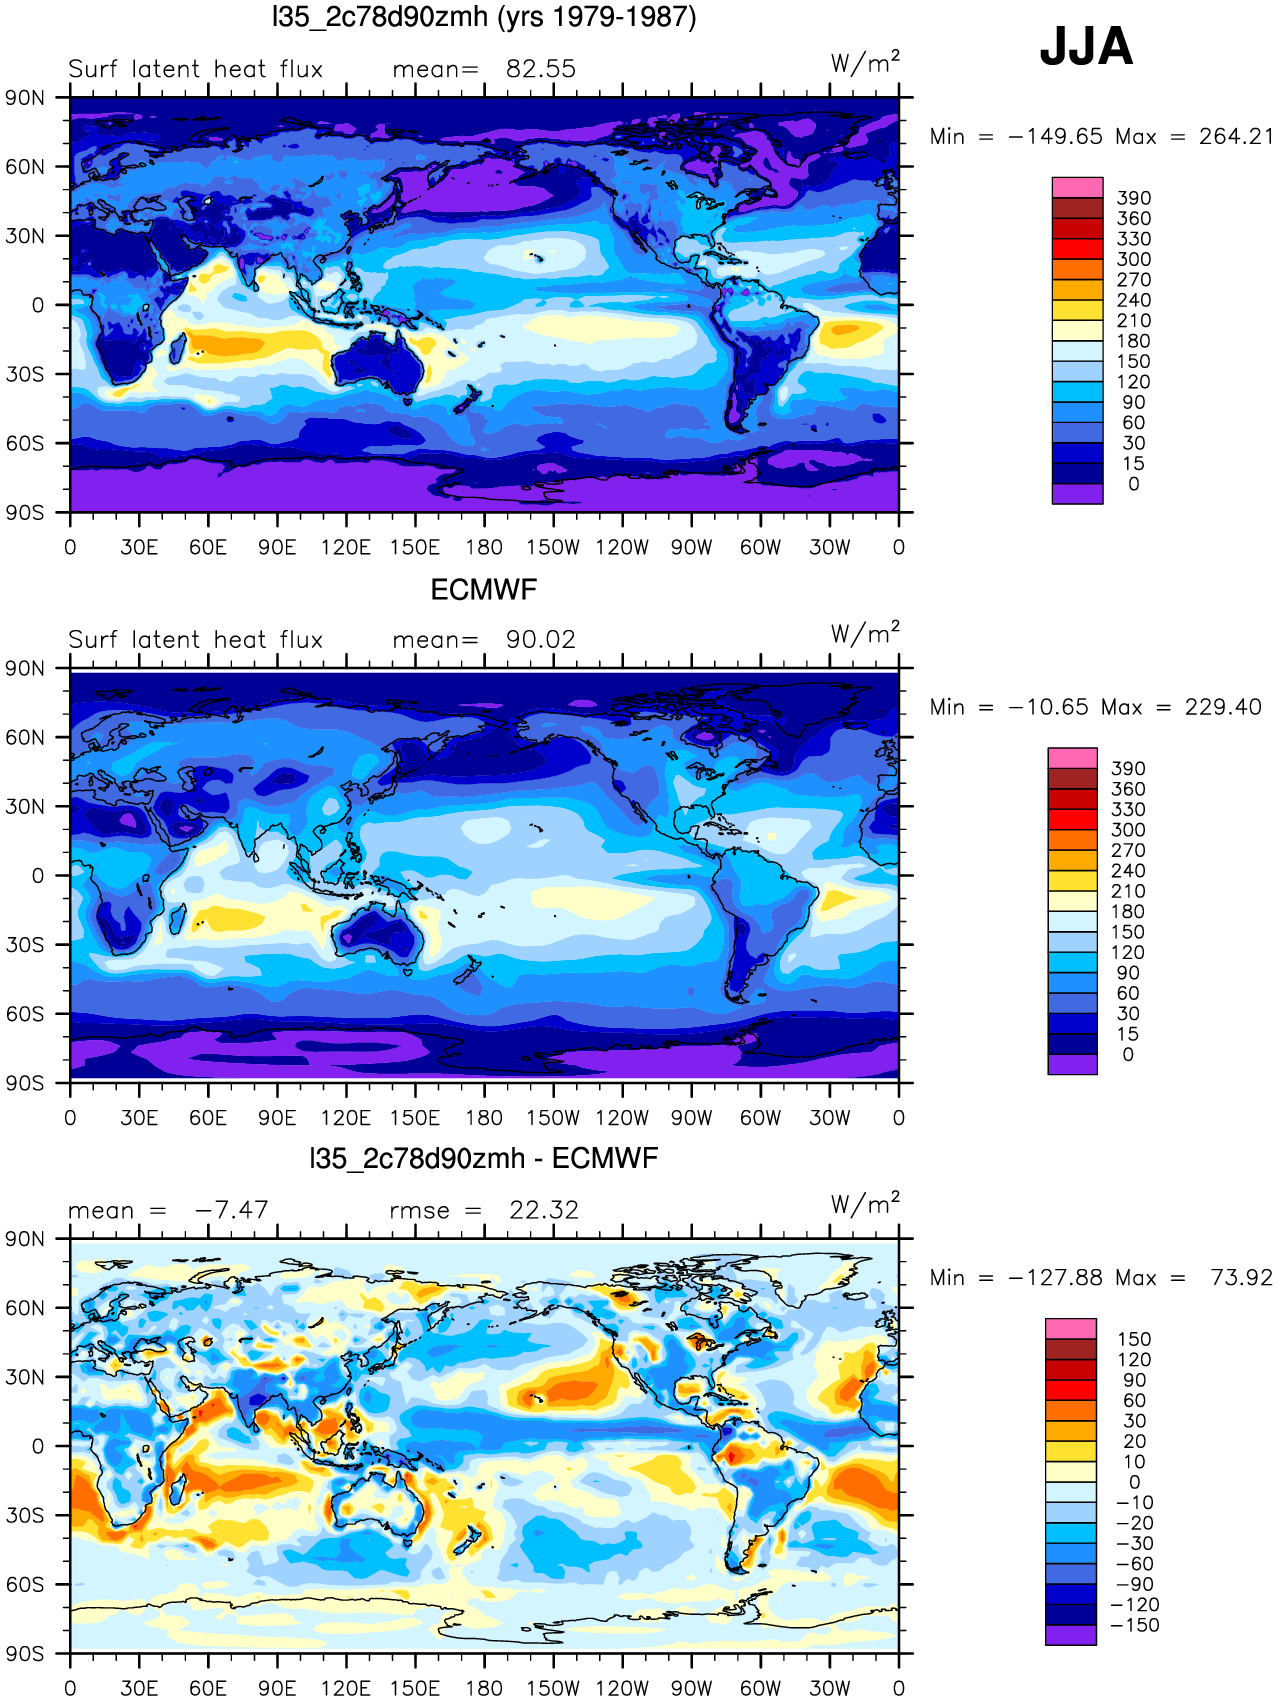 l35_2c78d90zmh (yrs 1979-1987)
JJA
Surf latent heat flux mean= 82.55 W/m²
Min = −149.65 Max = 264.21
90N
60N
30N
0
30S
60S
90S
0 30E 60E 90E 120E 150E 180 150W 120W 90W 60W 30W 0
390
360
330
300
270
240
210
180
150
120
90
60
30
15
0
ECMWF
Surf latent heat flux mean= 90.02 W/m²
Min = −10.65 Max = 229.40
90N
60N
30N
0
30S
60S
90S
0 30E 60E 90E 120E 150E 180 150W 120W 90W 60W 30W 0
390
360
330
300
270
240
210
180
150
120
90
60
30
15
0
l35_2c78d90zmh - ECMWF
mean = −7.47 rmse = 22.32 W/m²
Min = −127.88 Max = 73.92
90N
60N
30N
0
30S
60S
90S
0 30E 60E 90E 120E 150E 180 150W 120W 90W 60W 30W 0
150
120
90
60
30
20
10
0
−10
−20
−30
−60
−90
−120
−150